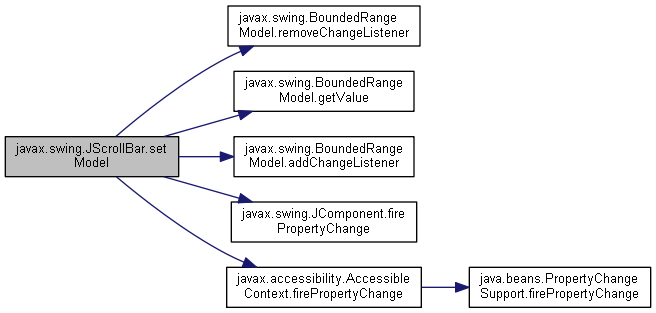 javax.swing.BoundedRange
Model.removeChangeListener
javax.swing.BoundedRange
Model.getValue
javax.swing.JScrollBar.set
Model
javax.swing.BoundedRange
Model.addChangeListener
javax.swing.JComponent.fire
PropertyChange
javax.accessibility.Accessible
Context.firePropertyChange
java.beans.PropertyChange
Support.firePropertyChange